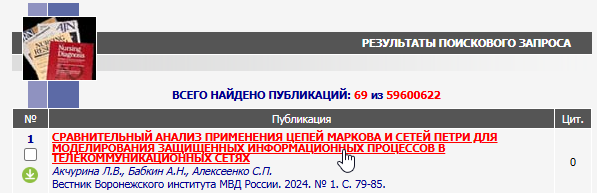 AJN
NURSING
Nursing
Diagnosis
РЕЗУЛЬТАТЫ ПОИСКОВОГО ЗАПРОСА
ВСЕГО НАЙДЕНО ПУБЛИКАЦИЙ: 69 из 59600622
№ Публикация Цит.
1 СРАВНИТЕЛЬНЫЙ АНАЛИЗ ПРИМЕНЕНИЯ ЦЕПЕЙ МАРКОВА И СЕТЕЙ ПЕТРИ ДЛЯ
МОДЕЛИРОВАНИЯ ЗАЩИЩЕННЫХ ИНФОРМАЦИОННЫХ ПРОЦЕССОВ В
ТЕЛЕКОММУНИКАЦИОННЫХ СЕТЯХ 0
Акчурина Л.В., Бабкин А.Н., Алексеенко С.П.
Вестник Воронежского института МВД России. 2024. № 1. С. 79-85.